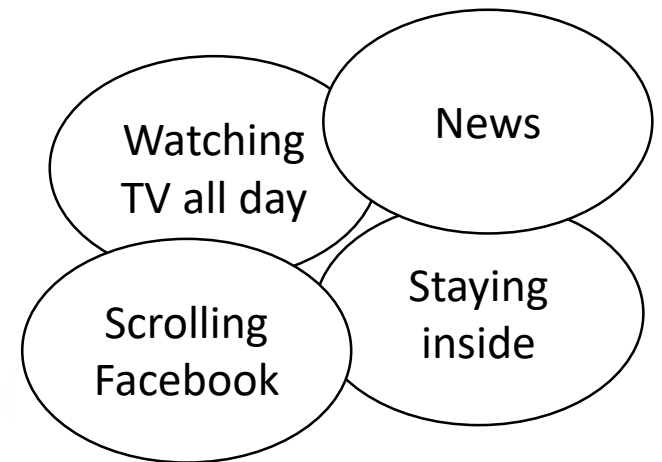 Watching
TV all day
News
Scrolling
Facebook
Staying
inside